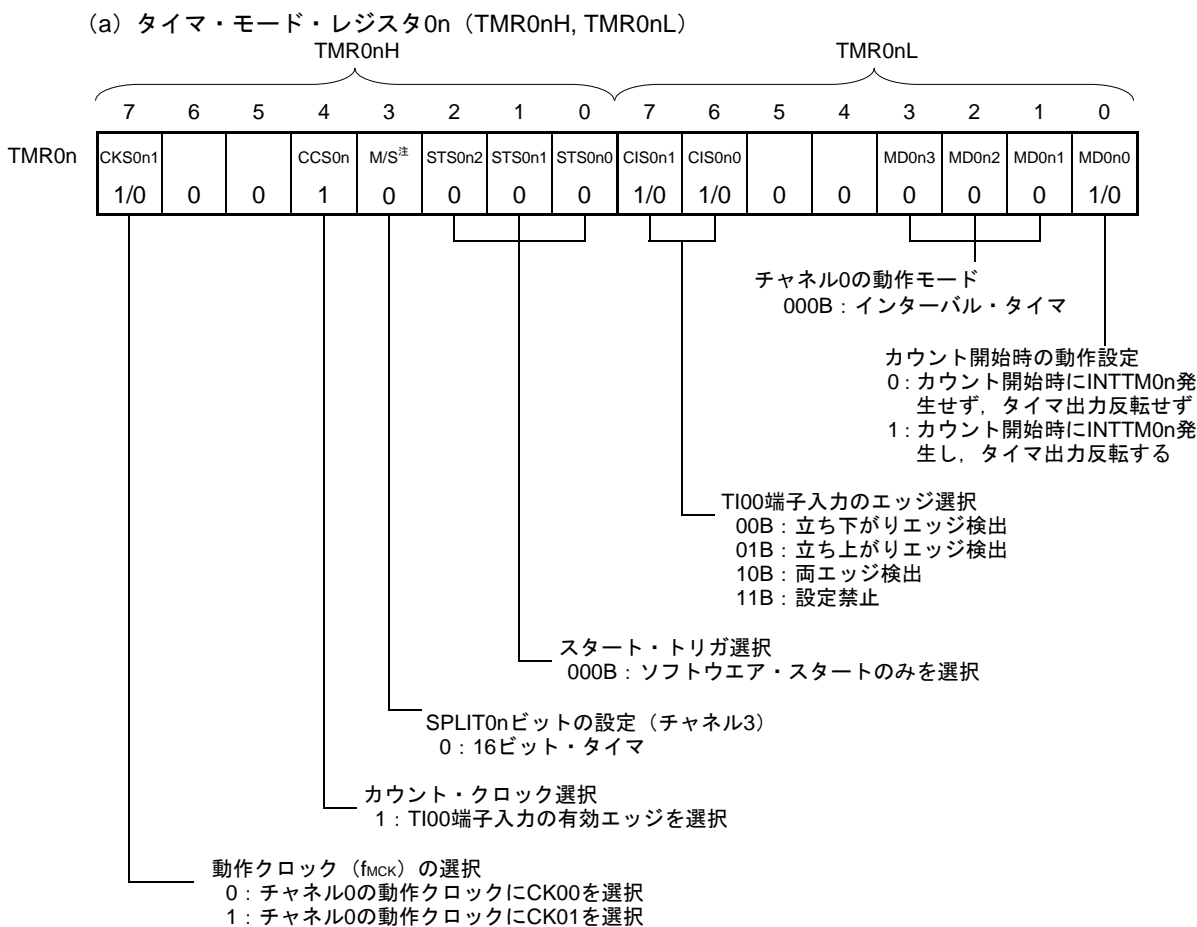 (a) タイマ・モード・レジスタ0n（TMR0nH, TMR0nL）
TMR0nH TMR0nL
7 6 5 4 3 2 1 0 7 6 5 4 3 2 1 0
TMR0n CKS0n1 CCS0n M/S注 STS0n2 STS0n1 STS0n0 CIS0n1 CIS0n0 MD0n3 MD0n2 MD0n1 MD0n0
1/0 0 0 1 0 0 0 0 1/0 1/0 0 0 0 0 0 1/0
チャネル0の動作モード
000B：インターバル・タイマ
カウント開始時の動作設定
0：カウント開始時にINTTM0n発
生せず，タイマ出力反転せず
1：カウント開始時にINTTM0n発
生し，タイマ出力反転する
TI00端子入力のエッジ選択
00B：立ち下がりエッジ検出
01B：立ち上がりエッジ検出
10B：両エッジ検出
11B：設定禁止
スタート・トリガ選択
000B：ソフトウエア・スタートのみを選択
SPLIT0nビットの設定（チャネル3）
0：16ビット・タイマ
カウント・クロック選択
1：TI00端子入力の有効エッジを選択
動作クロック（fMCK）の選択
0：チャネル0の動作クロックにCK00を選択
1：チャネル0の動作クロックにCK01を選択